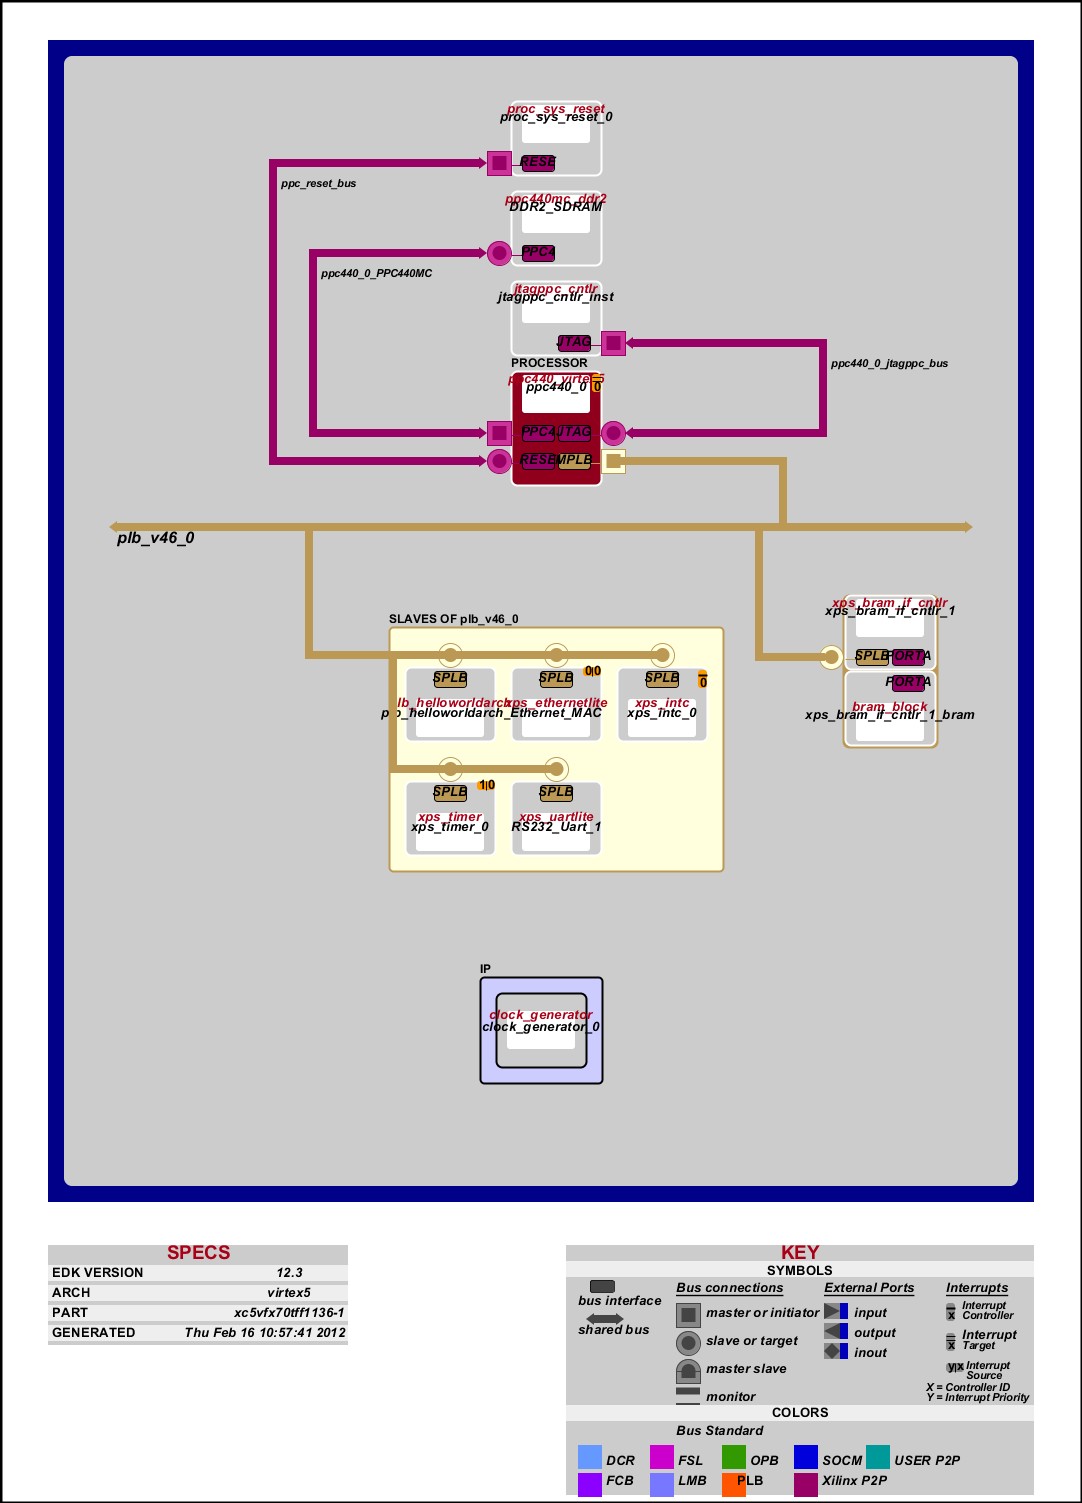 proc_sys_reset
proc_sys_reset_0
RESE
ppc_reset_bus
ppc440mc_ddr2
DDR2_SDRAM
PPC4
ppc440_0_PPC440MC
jtagppc_cntlr
jtagppc_cntlr_inst
JTAG
PROCESSOR
ppc440_0_jtagppc_bus
ppc440_virtex5
ppc440_0
0
PPC4 JTAG
RESE MPLB
plb_v46_0
SLAVES OF plb_v46_0
xps_bram_if_cntlr
xps_bram_if_cntlr_1
SPLB PORTA
PORTA
bram_block
xps_bram_if_cntlr_1_bram
SPLB SPLB 0|0 SPLB 0
lb_helloworldarch xps_ethernetlite xps_intc
plb_helloworldarch_Ethernet_MAC xps_intc_0
SPLB 1|0 SPLB
xps_timer xps_uartlite
xps_timer_0 RS232_Uart_1
IP
clock_generator
clock_generator_0
SPECS
EDK VERSION 12.3
ARCH virtex5
PART xc5vfx70tff1136-1
GENERATED Thu Feb 16 10:57:41 2012
KEY
SYMBOLS
Bus connections External Ports Interrupts
bus interface
shared bus
master or initiator
slave or target
master slave
monitor
input
output
inout
x Interrupt
Controller
x Interrupt
Target
y|x Interrupt
Source
X = Controller ID
Y = Interrupt Priority
COLORS
Bus Standard
DCR FSL OPB SOCM USER P2P
FCB LMB PLB Xilinx P2P